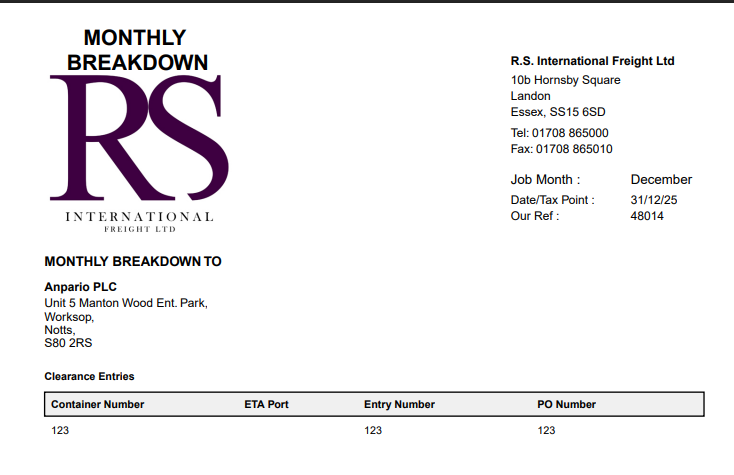 MONTHLY
BREAKDOWN
RS
INTERNATIONAL
FREIGHT LTD
R.S. International Freight Ltd
10b Hornsby Square
Landon
Essex, SS15 6SD
Tel: 01708 865000
Fax: 01708 865010
Job Month : December
Date/Tax Point : 31/12/25
Our Ref : 48014
MONTHLY BREAKDOWN TO
Anpario PLC
Unit 5 Manton Wood Ent. Park,
Worksop,
Notts,
S80 2RS
Clearance Entries
Container Number ETA Port Entry Number PO Number
123 123 123